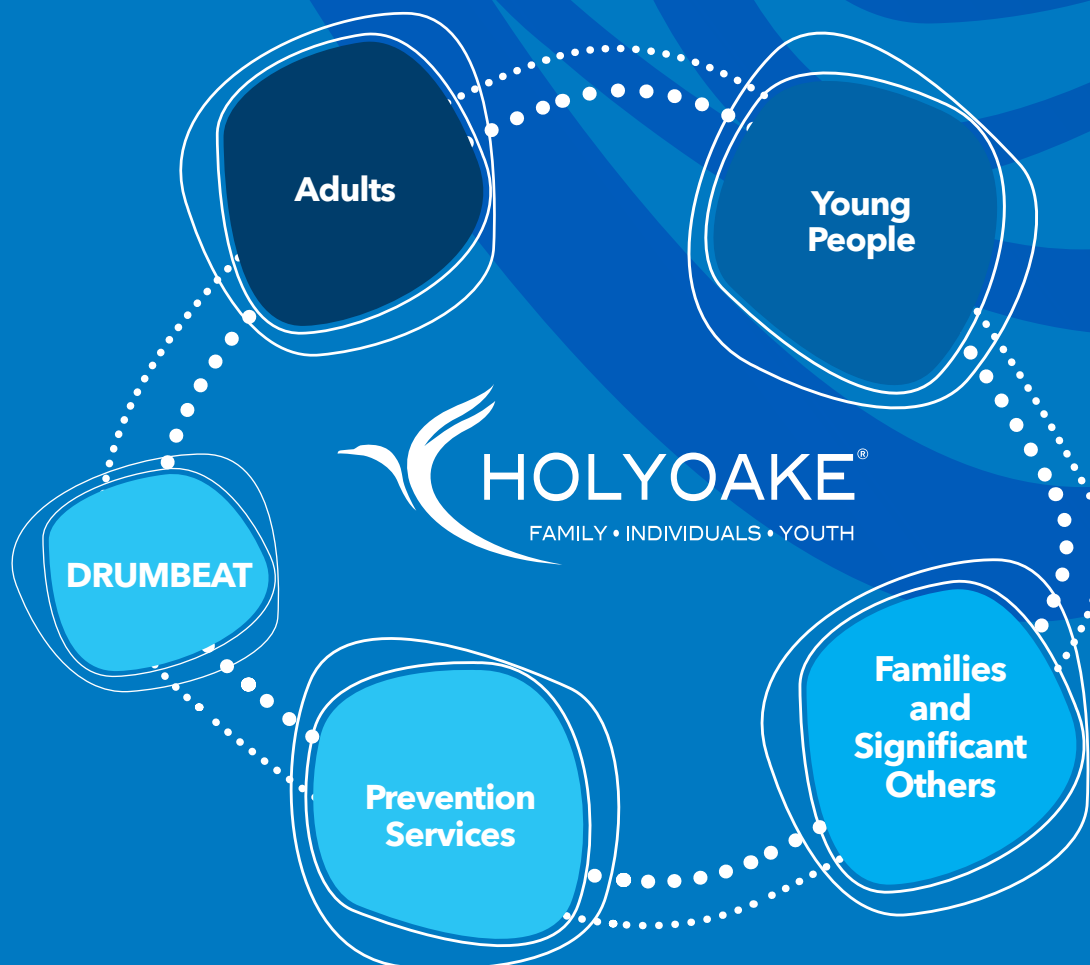 Adults
Young
People
HOLYOAKE®
FAMILY • INDIVIDUALS • YOUTH
DRUMBEAT
Families
and
Significant
Others
Prevention
Services